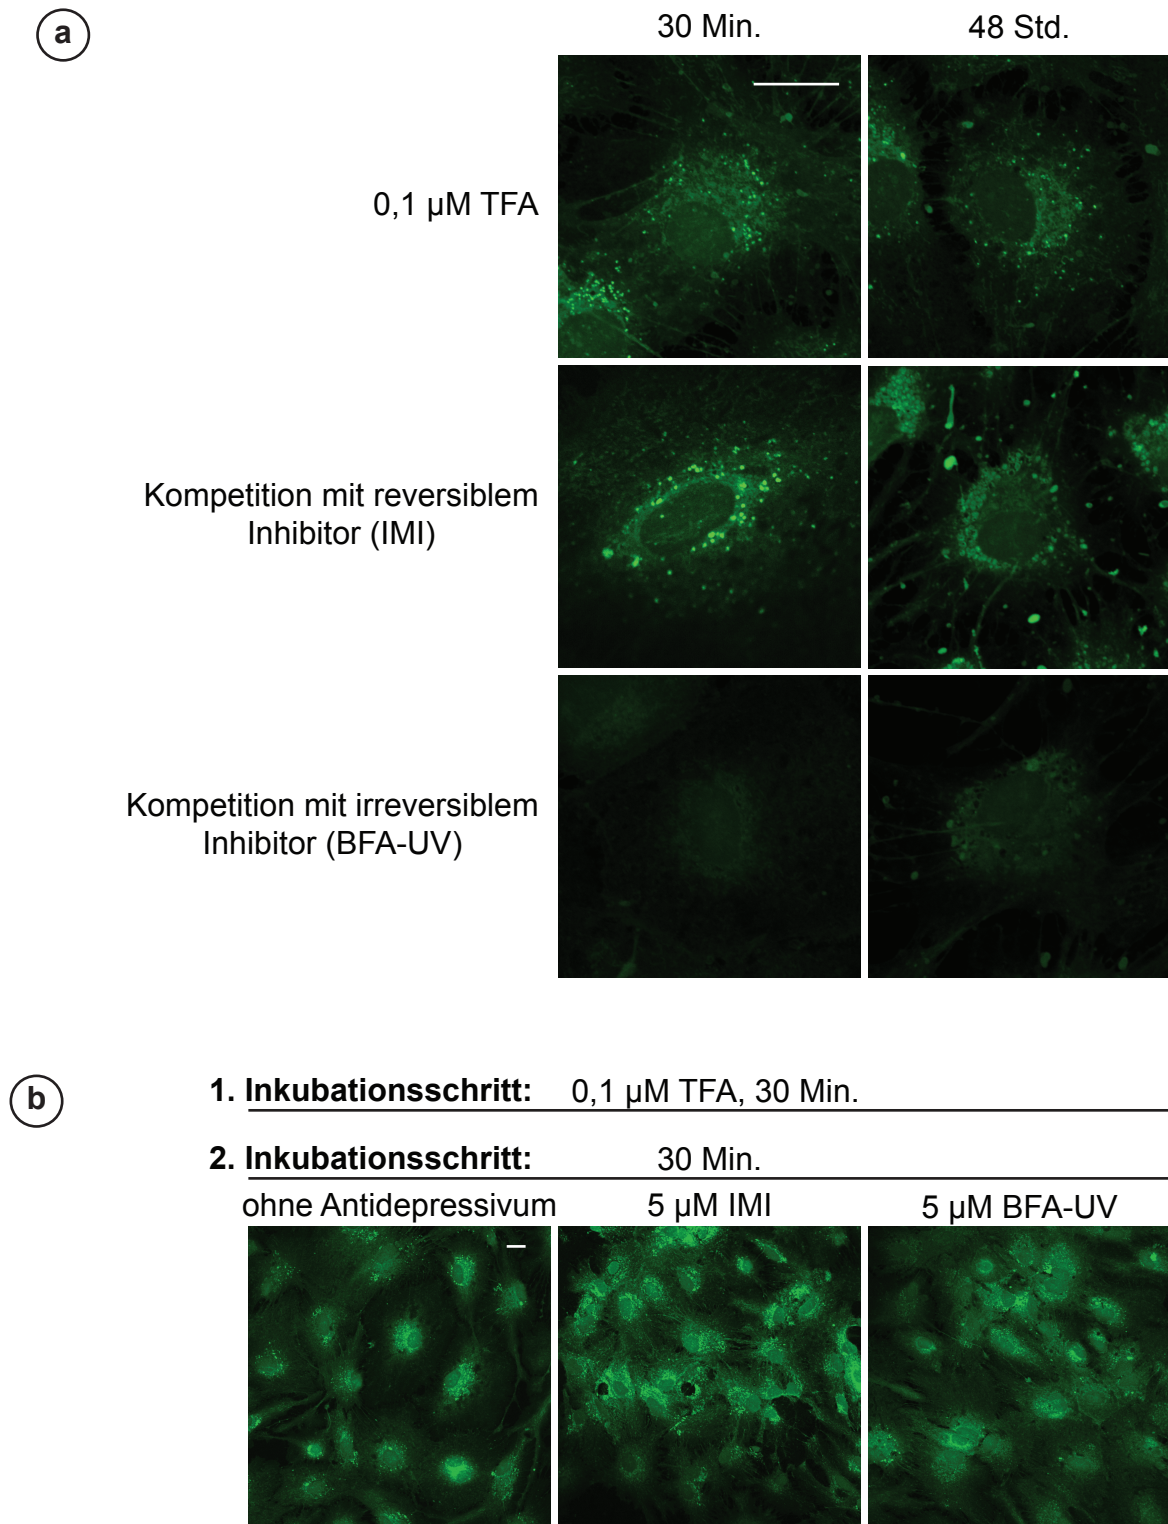 a
30 Min.
48 Std.
0,1 µM TFA
Kompetition mit reversiblem
Inhibitor (IMI)
Kompetition mit irreversiblem
Inhibitor (BFA-UV)
b
1. Inkubationsschritt: 0,1 µM TFA, 30 Min.
2. Inkubationsschritt: 30 Min.
ohne Antidepressivum
5 µM IMI
5 µM BFA-UV